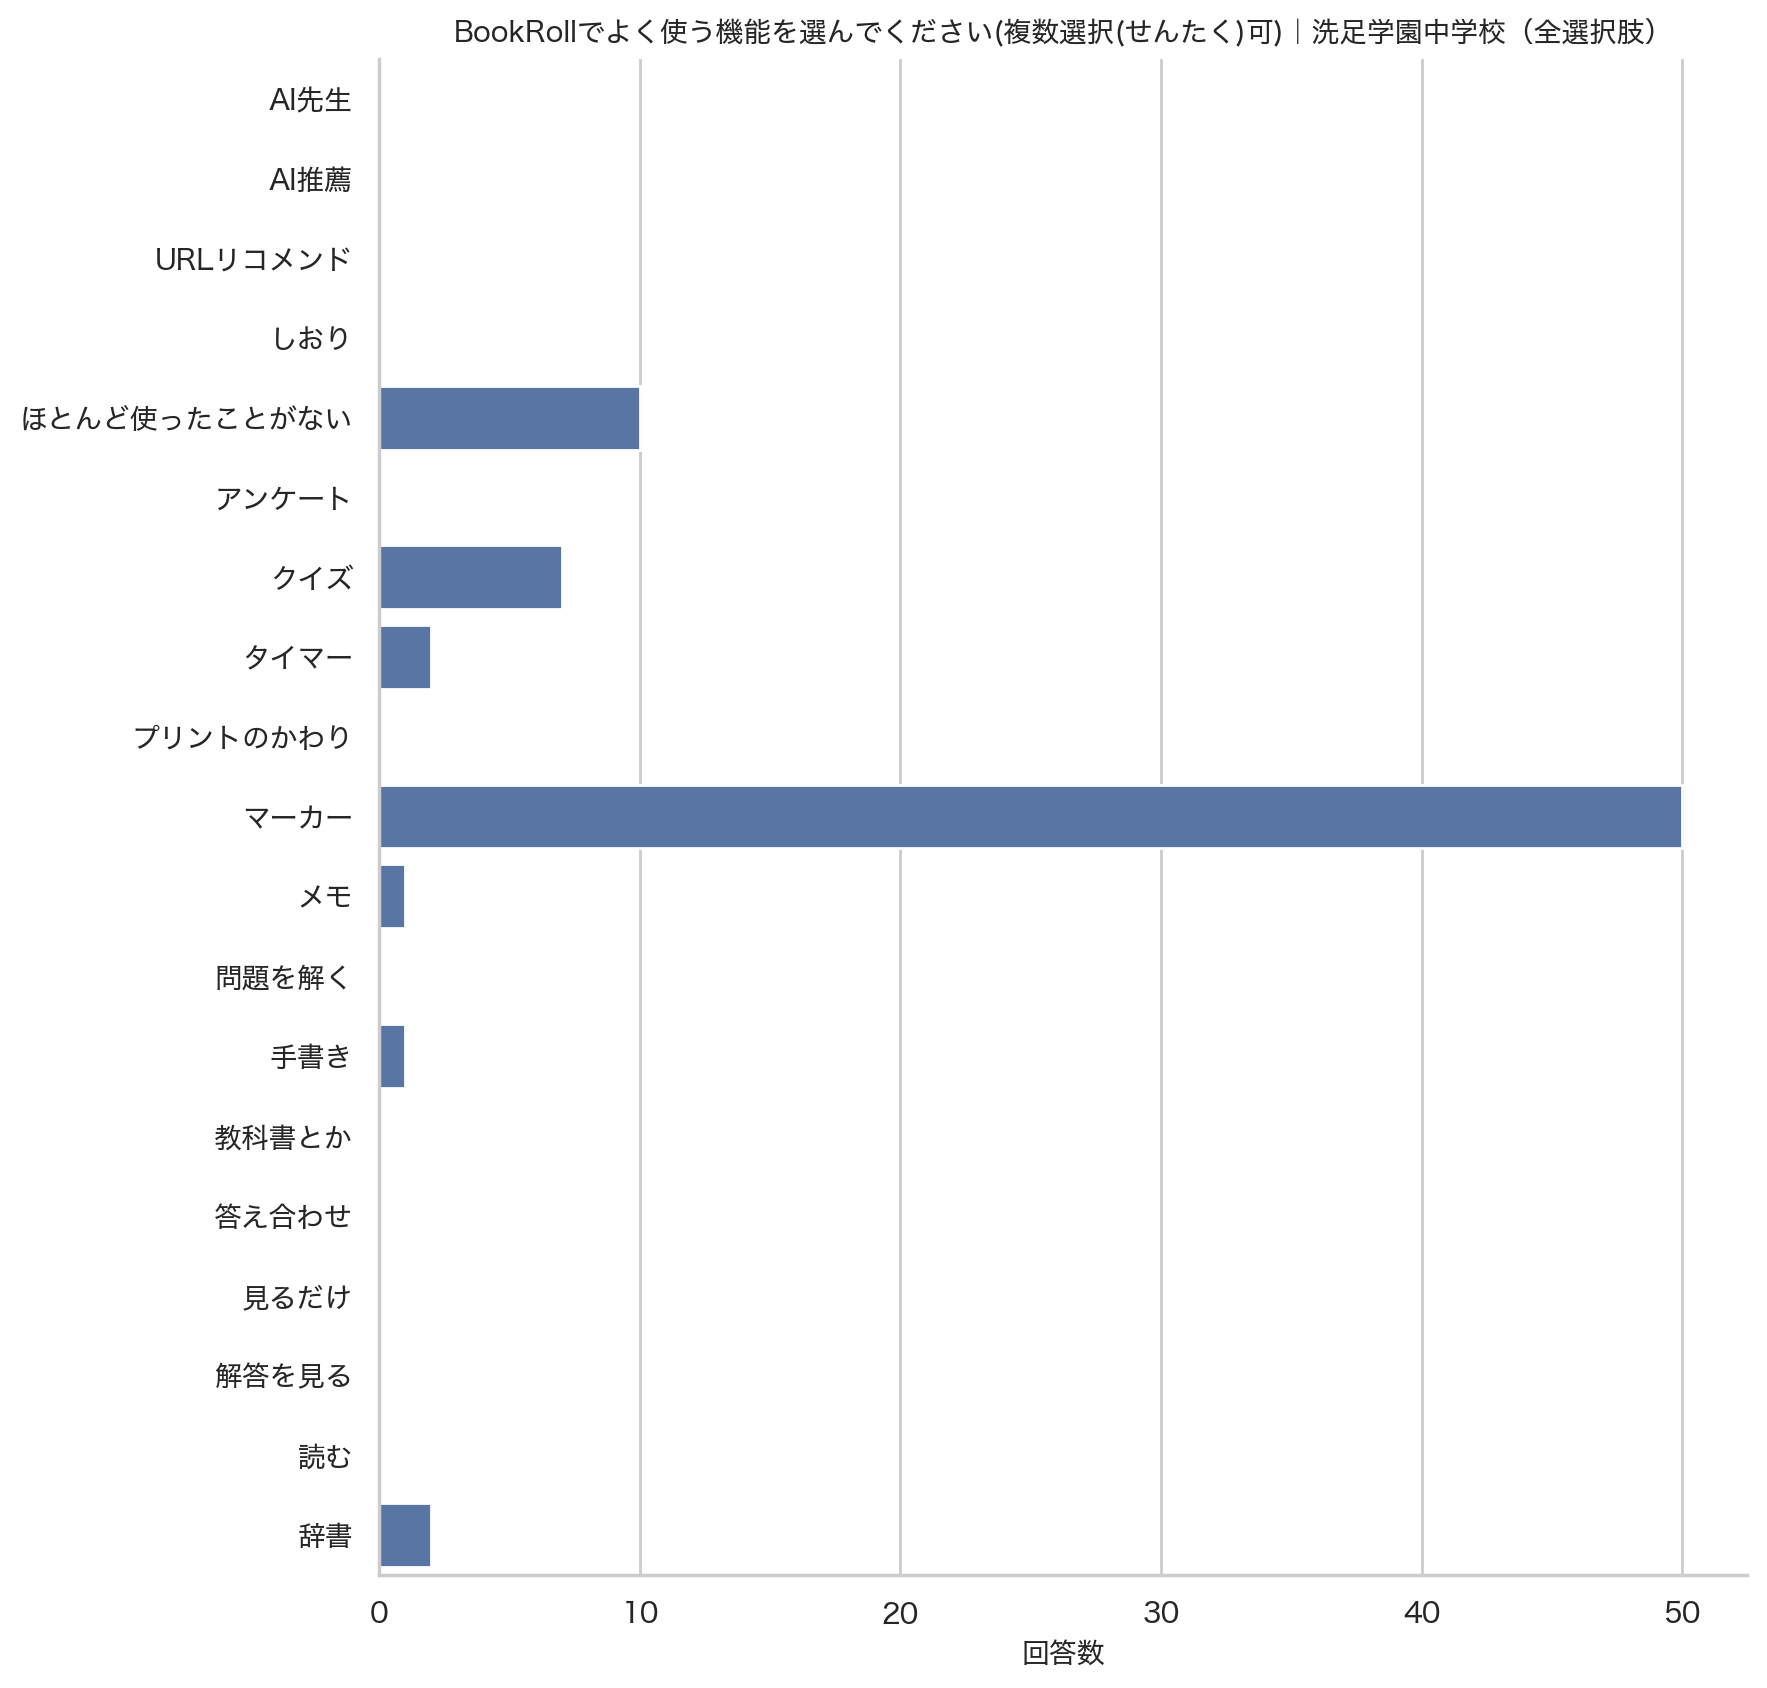 BookRollでよく使う機能を選んでください(複数選択(せんたく)可)｜洗足学園中学校（全選択肢）
AI先生
AI推薦
URLリコメンド
しおり
ほとんど使ったことがない
アンケート
クイズ
タイマー
プリントのかわり
マーカー
メモ
問題を解く
手書き
教科書とか
答え合わせ
見るだけ
解答を見る
読む
辞書
0 10 20 30 40 50
回答数